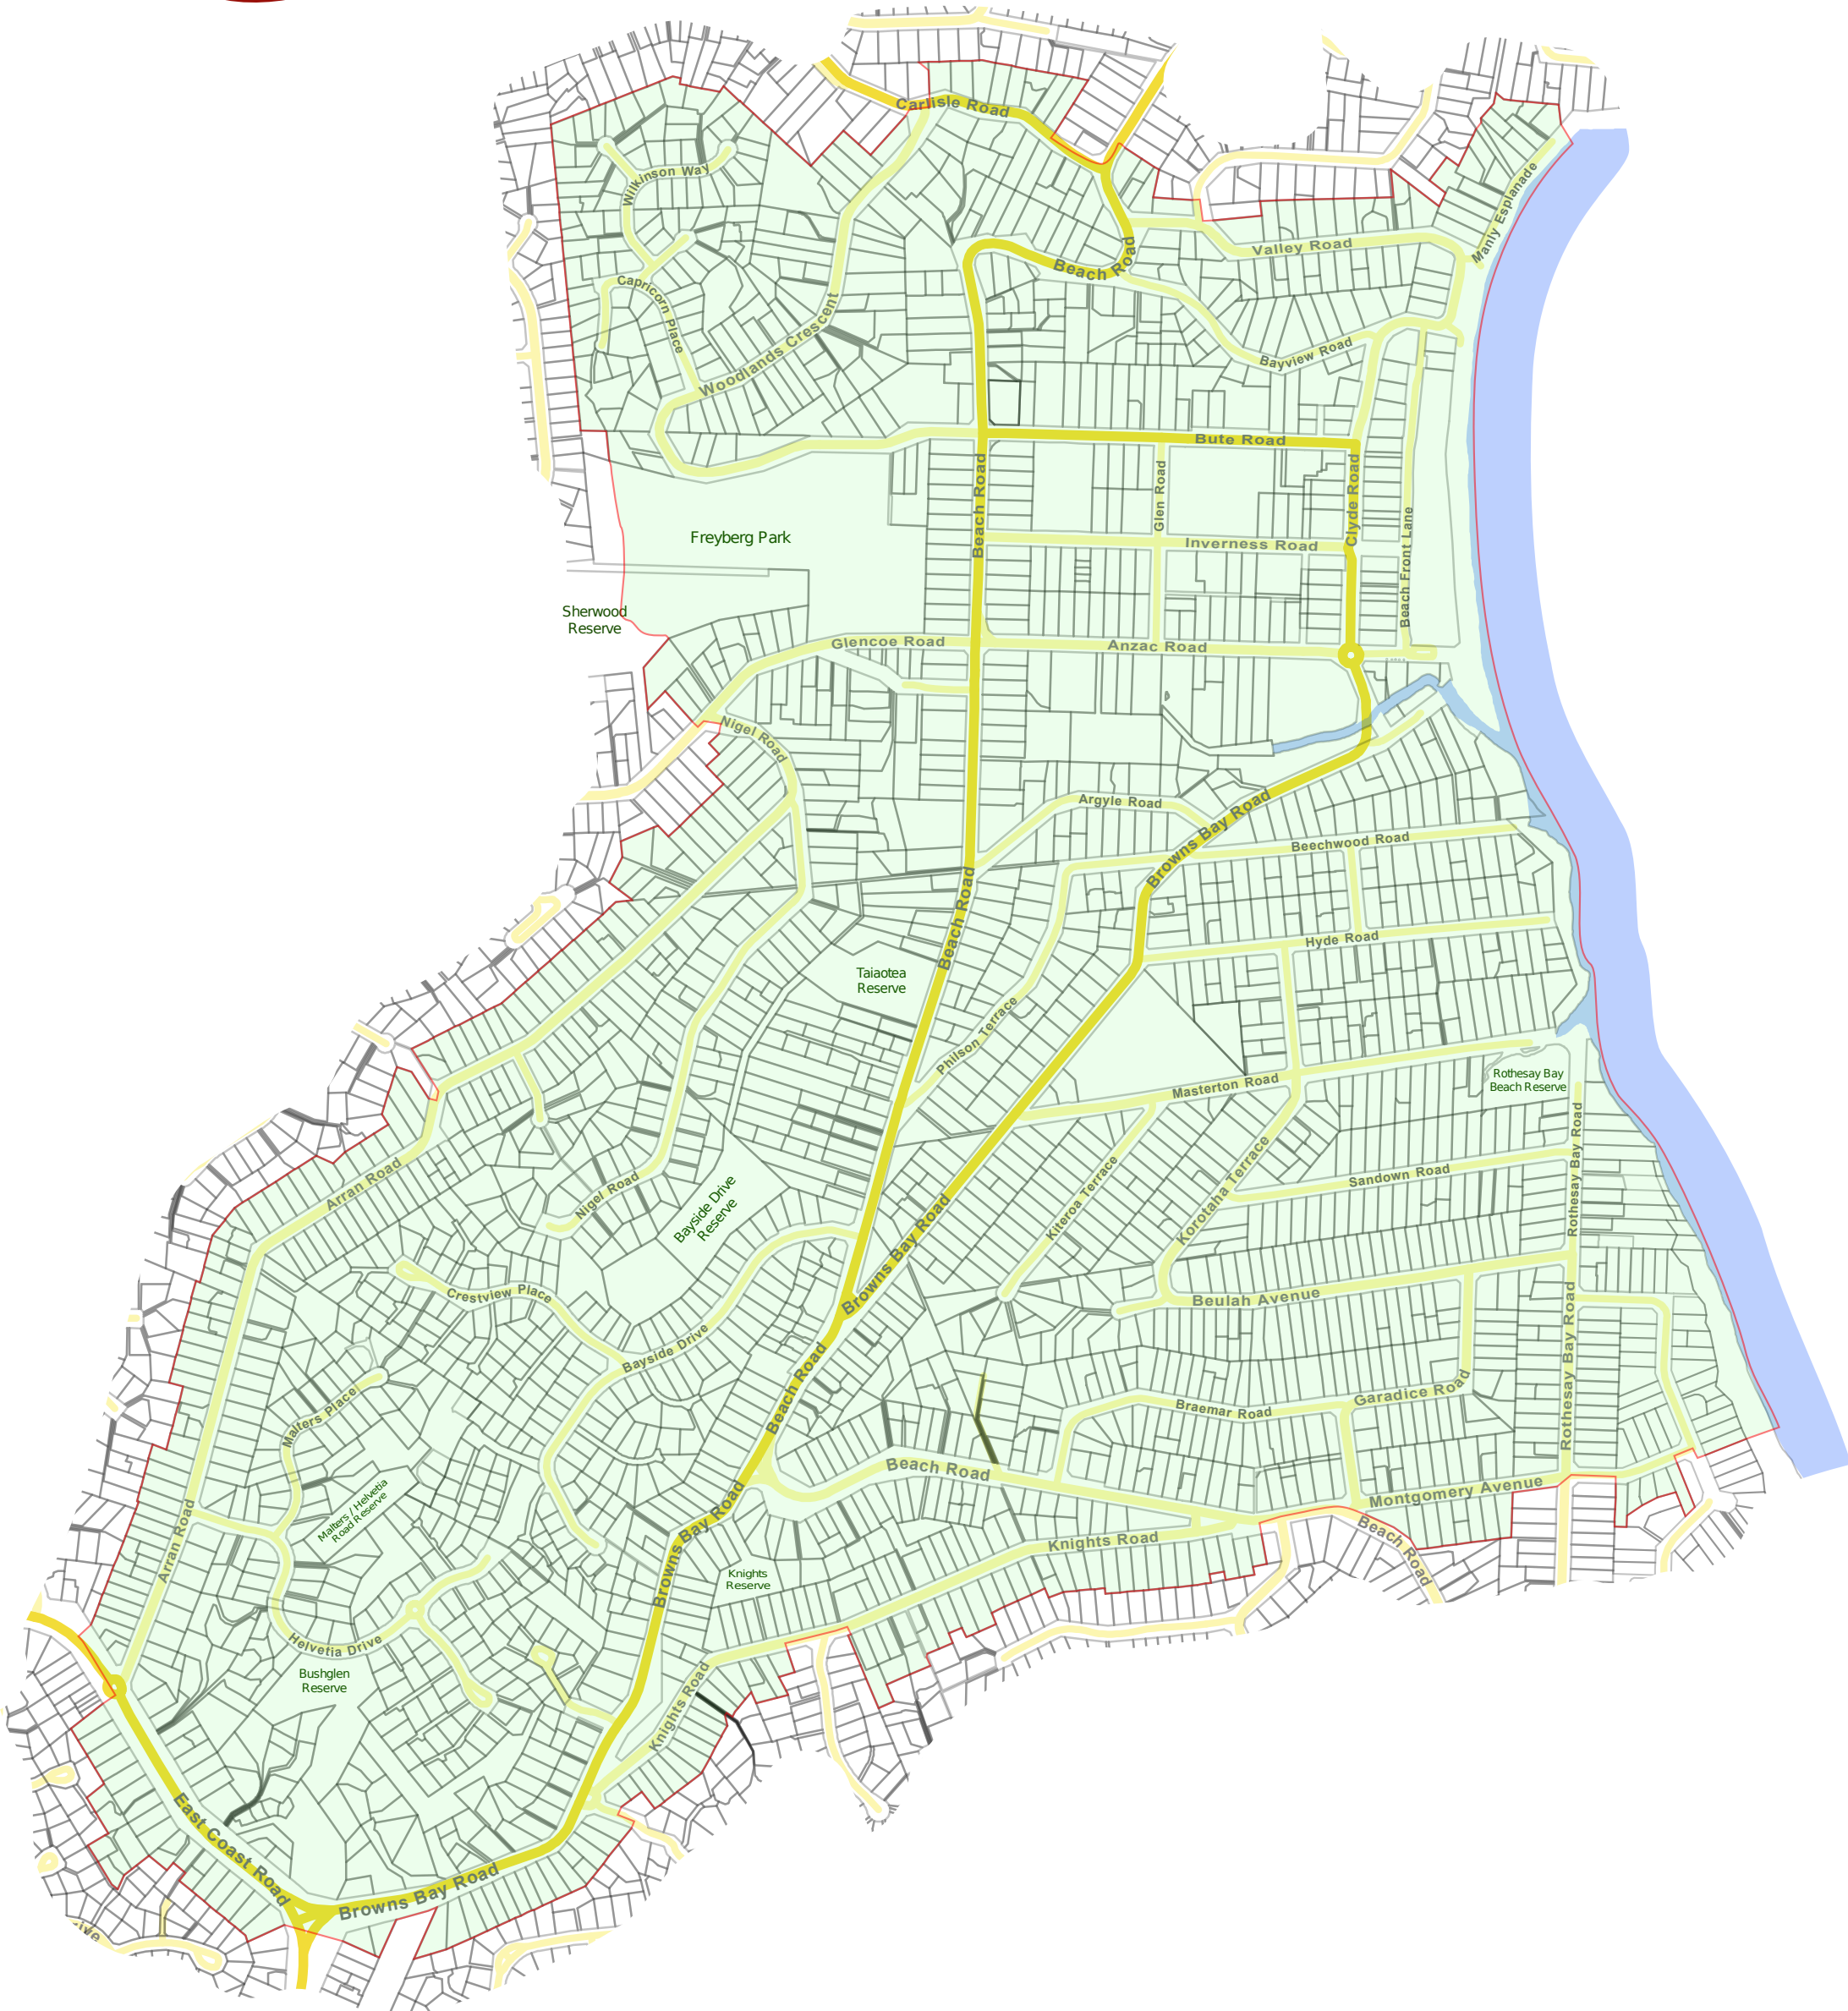 Carlisle Road
Wilkinson Way
Manly Esplanade
Valley Road
Beach Road
Capricorn Place
Woodlands Crescent
Bayview Road
Bute Road
Beach Road
Glen Road
Clyde Road
Freyberg Park
Inverness Road
Beach Front Lane
Sherwood
Reserve
Glencoe Road
Anzac Road
Nigel Road
Argyle Road
Browns Bay Road
Beechwood Road
Beach Road
Hyde Road
Taiaotea
Reserve
Philson Terrace
Masterton Road
Rothesay Bay
Beach Reserve
Arran Road
Nigel Road
Bayside Drive
Reserve
Kiteroa Terrace
Korotaha Terrace
Sandown Road
Rothesay Bay Road
Browns Bay Road
Crestview Place
Beulah Avenue
Bayside Drive
Rothesay Bay Road
Beach Road
Malters Place
Braemar Road
Garadice Road
Beach Road
Montgomery Avenue
Malters / Helvetia
Road Reserve
Arran Road
Browns Bay Road
Knights Road
Beach Road
Knights
Reserve
Helvetia Drive
Bushglen
Reserve
Knights Road
East Coast Road
Browns Bay Road
ive